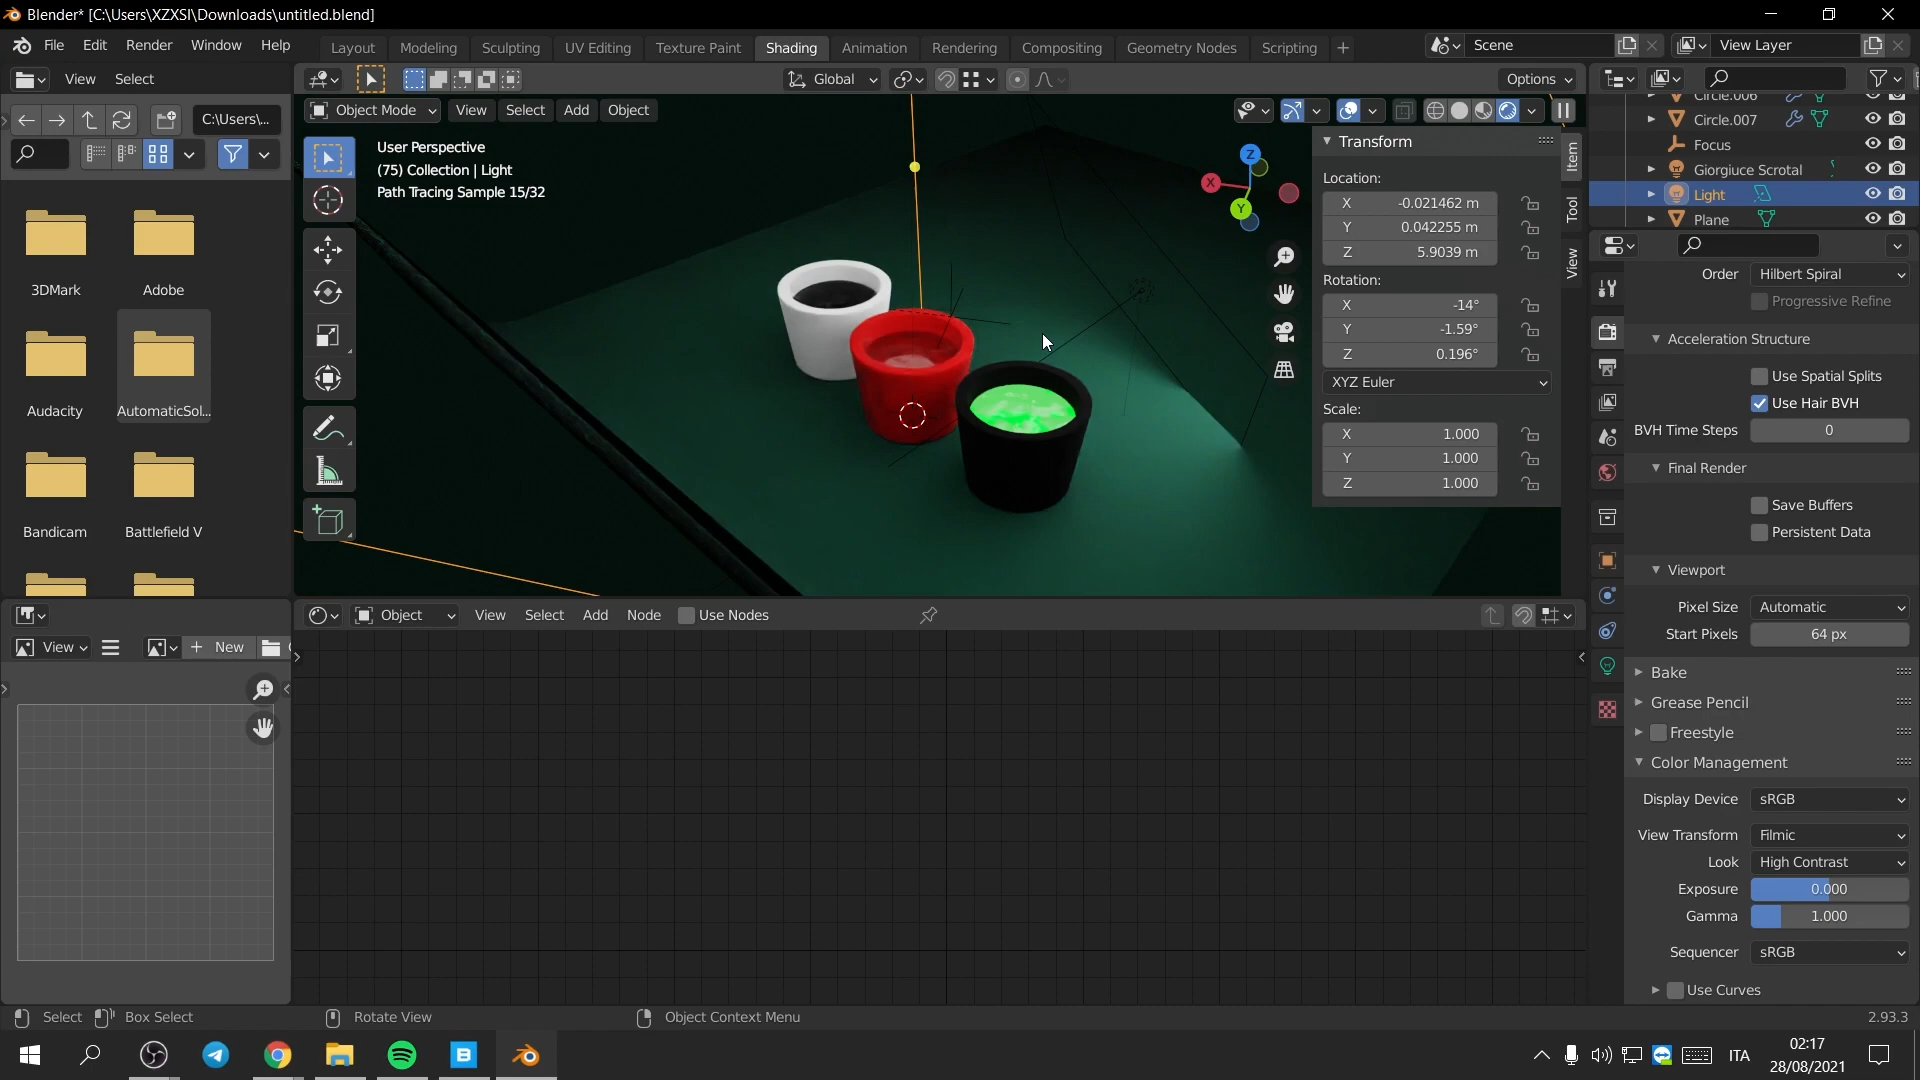 Blender* [C:\Users\XZXSI\Downloads\untitled.blend]
File Edit Render Window Help
Layout Modeling Sculpting UV Editing Texture Paint Shading Animation Rendering Compositing Geometry Nodes Scripting
Scene
View Layer
View Select
Global
Options
C:\Users\...
Object Mode View Select Add Object
User Perspective
(75) Collection | Light
Path Tracing Sample 15/32
3DMark
Adobe
Audacity
AutomaticSol...
Bandicam
Battlefield V
Z
X
Y
Transform
Location:
X -0.021462 m
Y 0.042255 m
Z 5.9039 m
Rotation:
X -14°
Y -1.59°
Z 0.196°
XYZ Euler
Scale:
X 1.000
Y 1.000
Z 1.000
Item
Tool
View
Circle.006
Circle.007
Focus
Giorgiuce Scrotal
Light
Plane
Order Hilbert Spiral
Progressive Refine
Acceleration Structure
Use Spatial Splits
Use Hair BVH
BVH Time Steps 0
Final Render
Save Buffers
Persistent Data
Viewport
Pixel Size Automatic
Start Pixels 64 px
Bake
Grease Pencil
Freestyle
Color Management
Display Device sRGB
View Transform Filmic
Look High Contrast
Exposure 0.000
Gamma 1.000
Sequencer sRGB
Use Curves
View
New
Object View Select Add Node Use Nodes
Select Box Select Rotate View Object Context Menu
2.93.3
ITA
02:17
28/08/2021